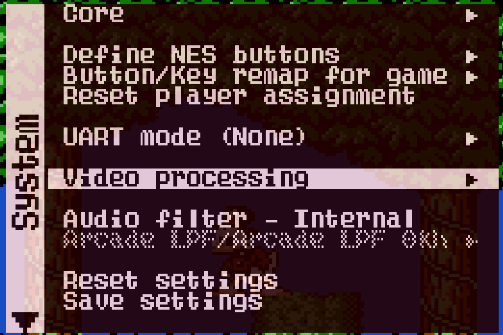 Core
Define NES buttons
Button/Key remap for game
Reset player assignment
UART mode (None)
System
Video processing
Audio filter - Internal
Arcade LPF/Arcade LPF 6kh
Reset settings
Save settings